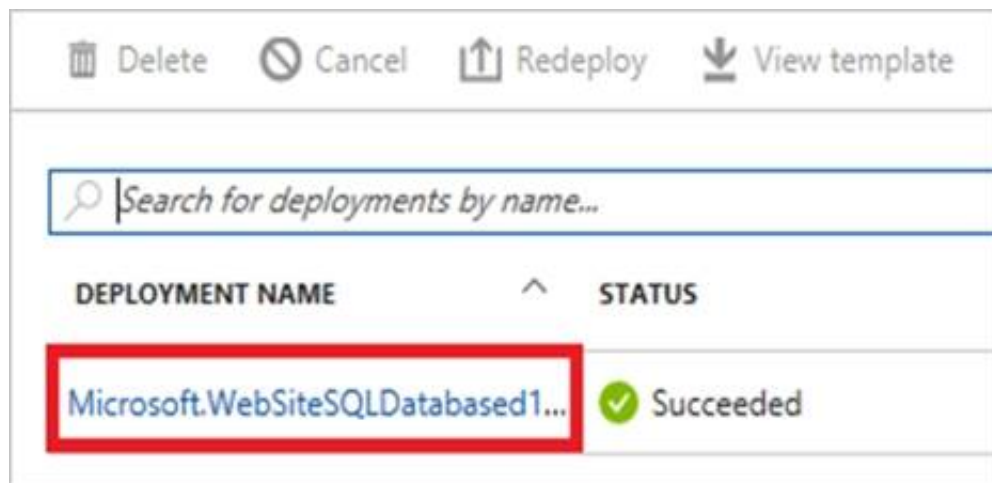 Delete Cancel Redeploy View template
Search for deployments by name...
DEPLOYMENT NAME STATUS
Microsoft.WebSiteSQLDatabased1... Succeeded